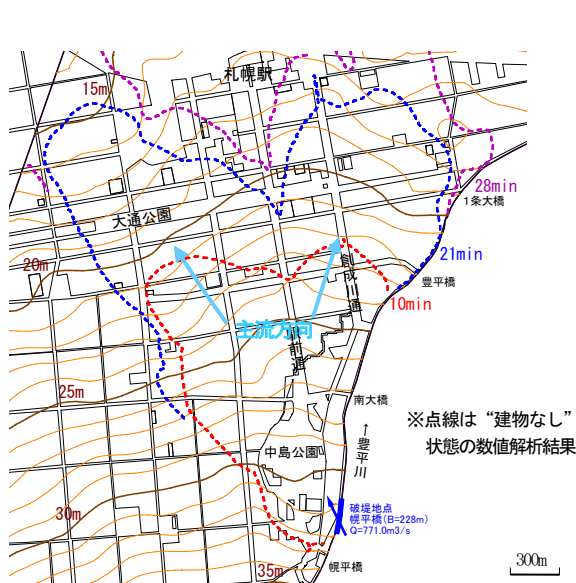 札幌駅
15m
28min
1条大橋
大通公園
21min
20m
豊平橋
創成川通
10min
主流方向
駅前通
25m
南大橋
※点線は“建物なし”
状態の数値解析結果
↑豊平川
中島公園
破堤地点
幌平橋(B=228m)
Q=771.0m3/s
30m
300m
35m
幌平橋